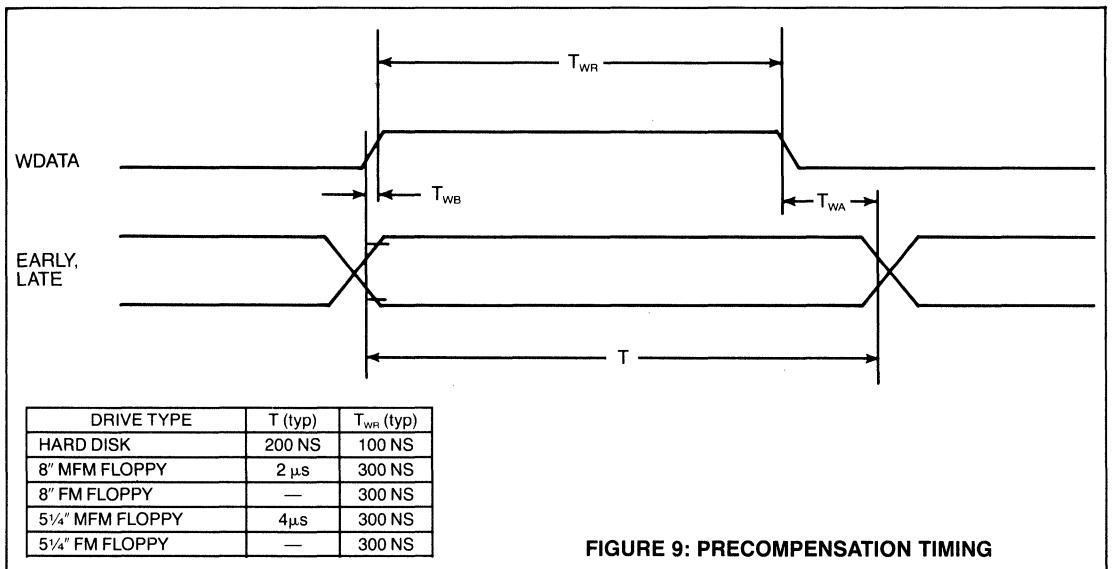 T_WR
WDATA
T_WB
T_WA
EARLY,
LATE
T
DRIVE TYPE T (typ) T_WR (typ)
HARD DISK 200 NS 100 NS
8" MFM FLOPPY 2 μs 300 NS
8" FM FLOPPY — 300 NS
5¼" MFM FLOPPY 4μs 300 NS
5¼" FM FLOPPY — 300 NS
FIGURE 9: PRECOMPENSATION TIMING